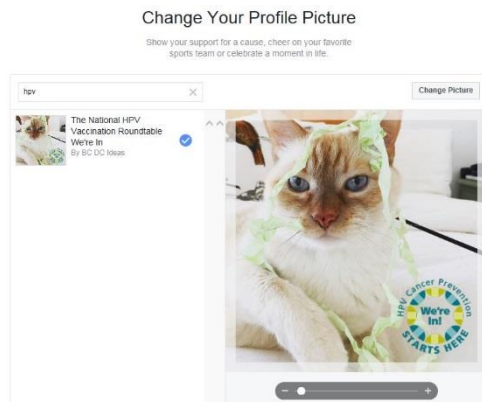 Change Your Profile Picture
Show your support for a cause, cheer on your favorite
sports team or celebrate a moment in life.
hpv
Change Picture
The National HPV
Vaccination Roundtable
We're In
By BC DC Ideas
HPV Cancer Prevention
We're
In!
STARTS HERE